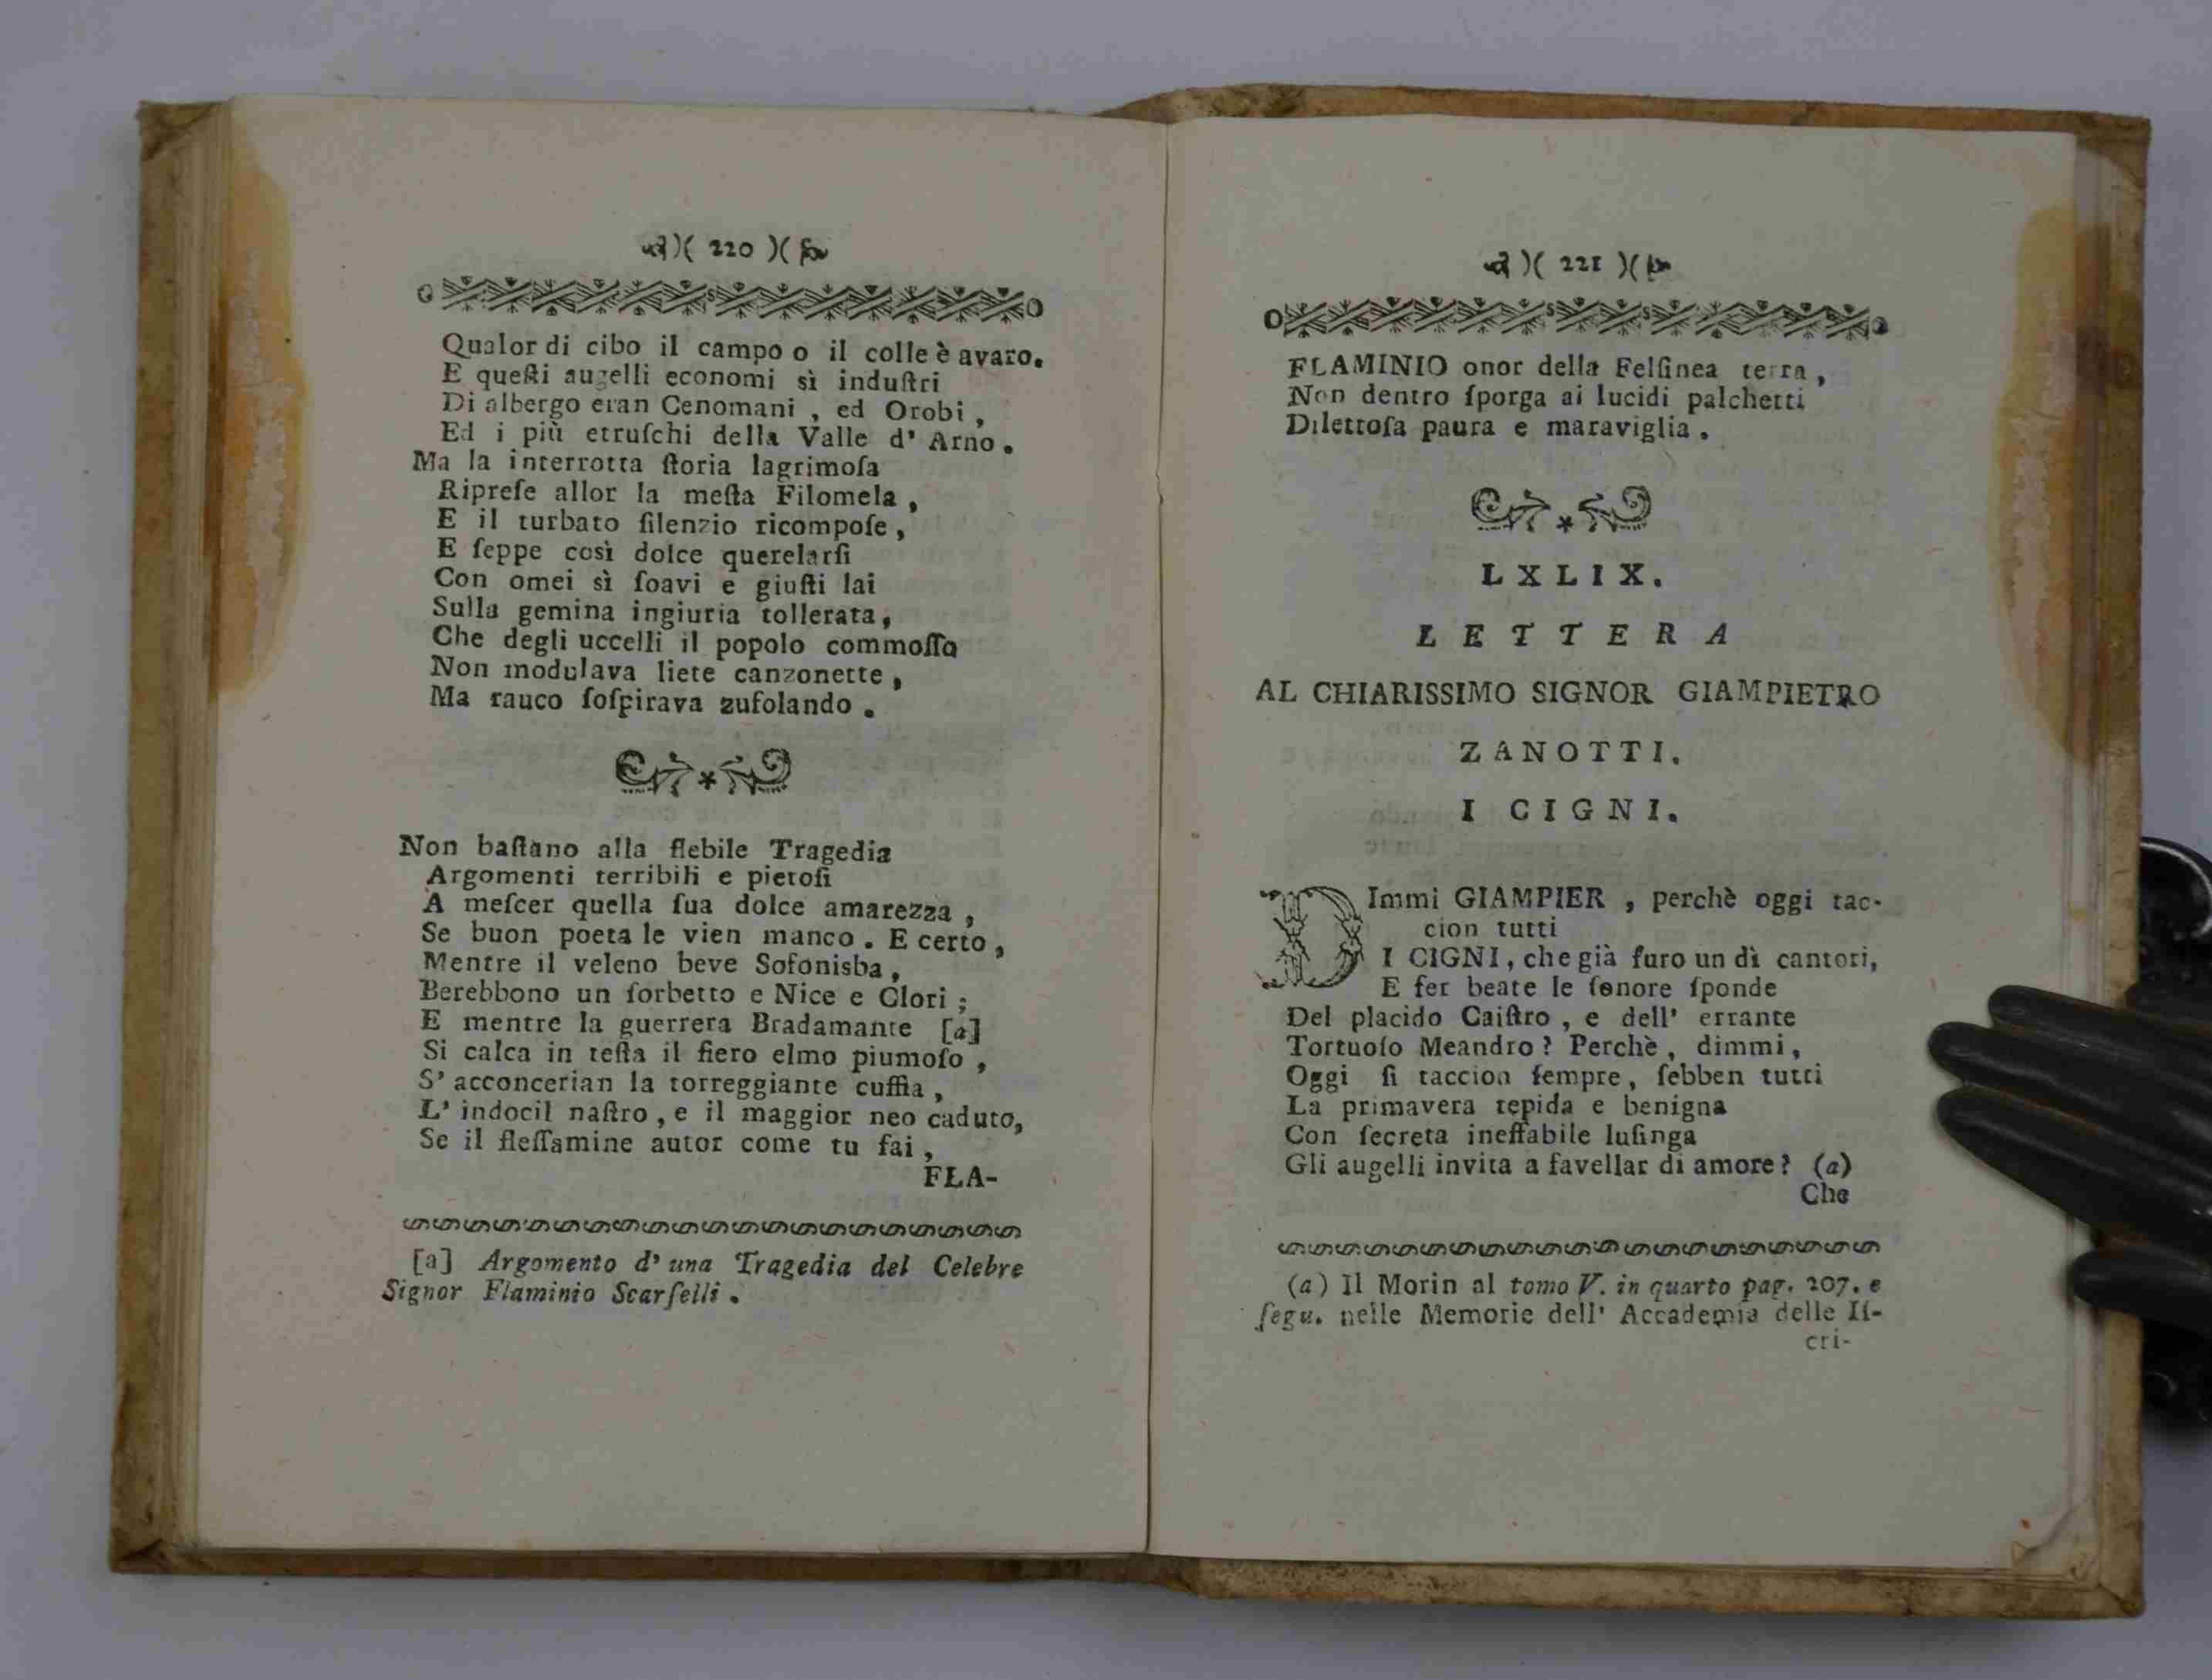 )( 220 )(
Qualor di cibo il campo o il colle è avaro.
E queſti augelli economi sì induſtri
Di albergo eran Cenomani , ed Orobi ,
Ed i più etruſchi della Valle d' Arno .
Ma la interrotta ſtoria lagrimoſa
Ripreſe allor la meſta Filomela ,
E il turbato ſilenzio ricompoſe ,
E ſeppe così dolce querelarſi
Con omei sì ſoavi e giuſti lai
Sulla gemina ingiuria tollerata ,
Che degli uccelli il popolo commoſſo
Non modulava liete canzonette ,
Ma rauco ſoſpirava zufolando .
Non baſtano alla flebile Tragedia
Argomenti terribili e pietoſi
A meſcer quella ſua dolce amarezza ,
Se buon poeta le vien manco . E certo ,
Mentre il veleno beve Sofonisba ,
Berebbono un ſorbetto e Nice e Clori ;
E mentre la guerrera Bradamante [a]
Si calca in teſta il fiero elmo piumoſo ,
S' acconcerian la torreggiante cuffia ,
L' indocil naſtro , e il maggior neo caduto,
Se il fleſſamine autor come tu fai ,
FLA-
[a] Argomento d' una Tragedia del Celebre
Signor Flaminio Scarſelli .
)( 221 )(
FLAMINIO onor della Felſinea terra ,
Non dentro ſporga ai lucidi palchetti
Dilettoſa paura e maraviglia .
LXLIX.
LETTERA
AL CHIARISSIMO SIGNOR GIAMPIETRO
ZANOTTI.
I CIGNI.
DImmi GIAMPIER , perchè oggi tac-
cion tutti
I CIGNI, che già furo un dì cantori,
E fer beate le ſonore ſponde
Del placido Caiſtro , e dell' errante
Tortuoſo Meandro ? Perchè , dimmi ,
Oggi ſi taccion ſempre , ſebben tutti
La primavera tepida e benigna
Con ſecreta ineffabile luſinga
Gli augelli invita a favellar di amore ? (a)
Che
(a) Il Morin al tomo V. in quarto pag. 207. e
ſegu. nelle Memorie dell' Accademia delle Iſ-
cri-